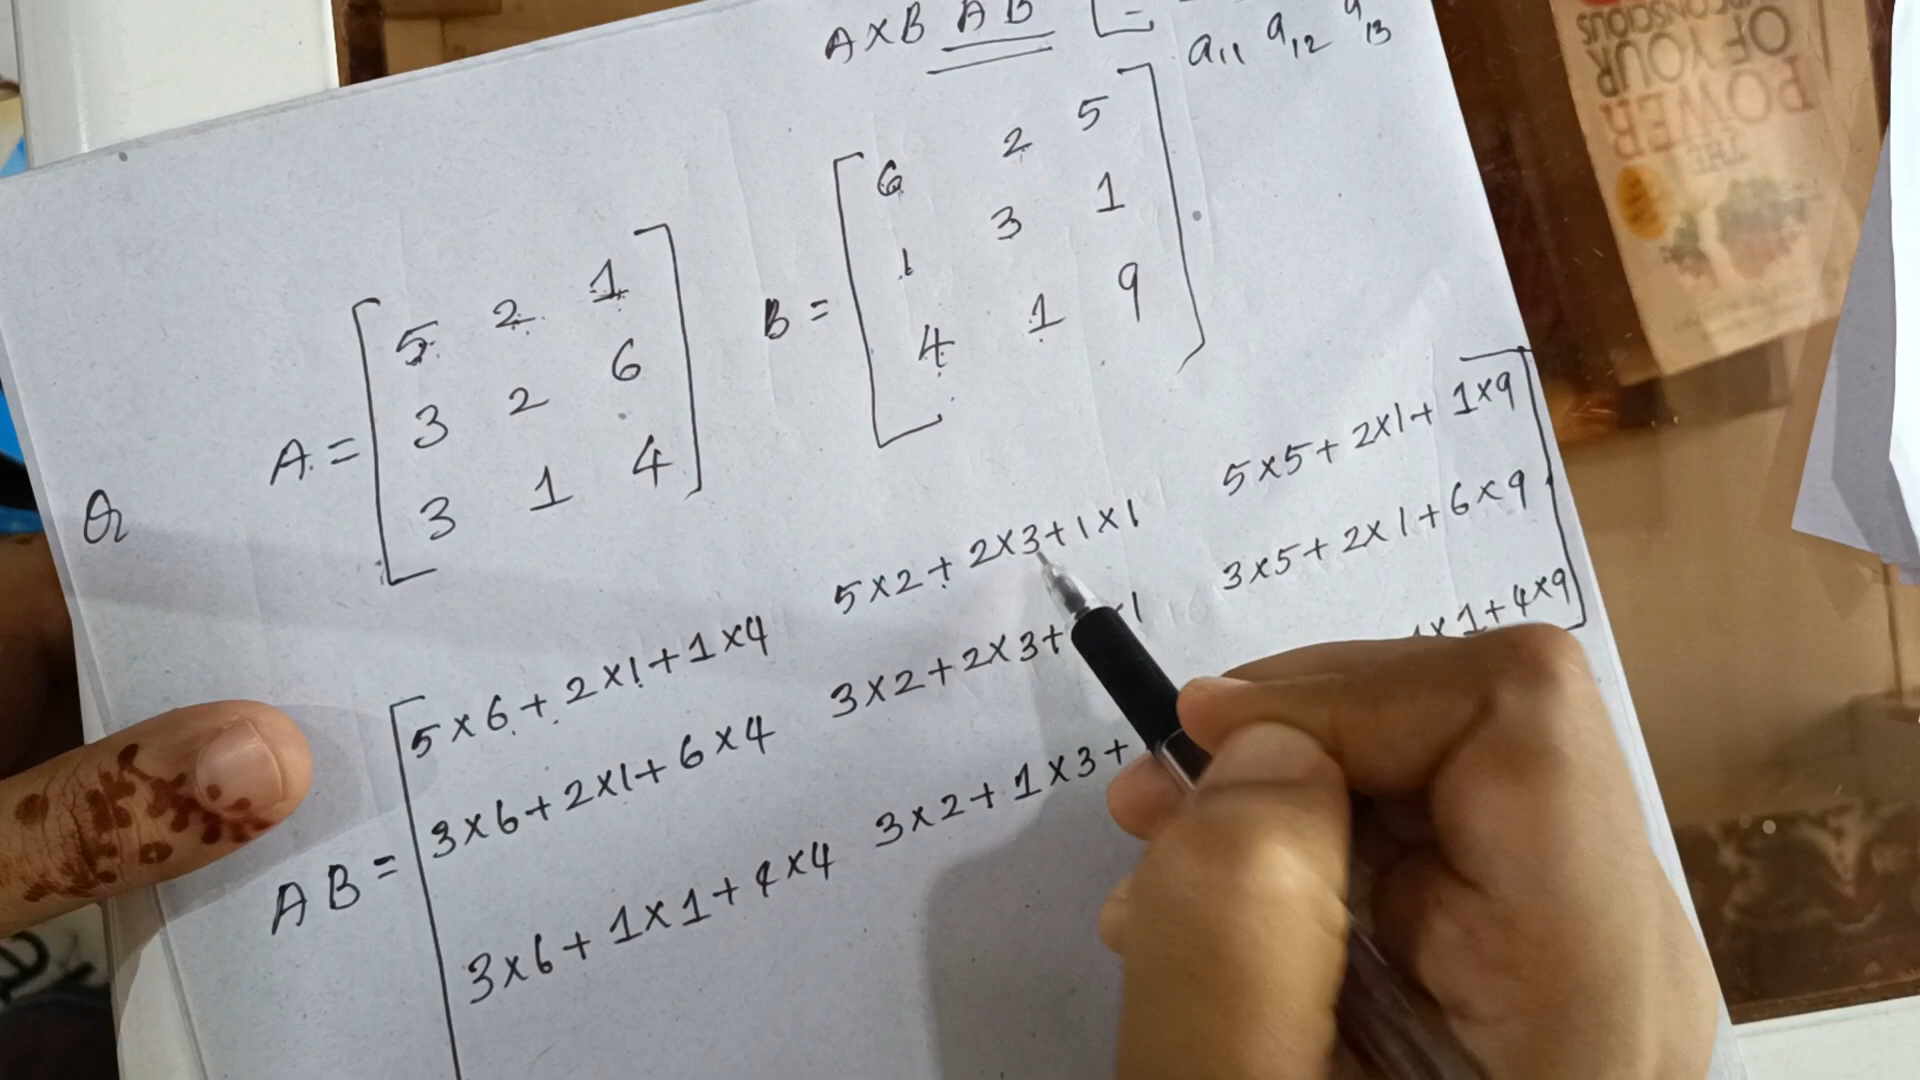 A×B AB
a11 a12 a13
A = [ 5 2 1
3 2 6
3 1 4 ]
B = [ 6 2 5
1 3 1
4 1 9 ]
Q
AB = [ 5×6+2×1+1×4 5×2+2×3+1×1 5×5+2×1+1×9
3×6+2×1+6×4 3×2+2×3+ ×1 3×5+2×1+6×9
3×6+1×1+4×4 3×2+1×3+ ×1+4×9 ]
THE
POWER
OF YOUR